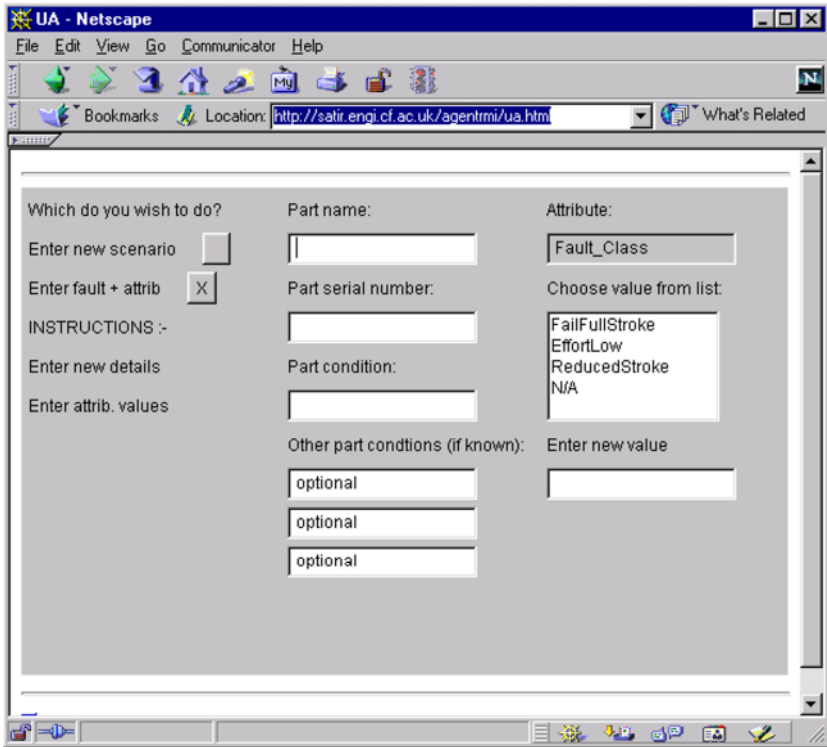 UA - Netscape
File Edit View Go Communicator Help
My N
Bookmarks Location: http://satir.engi.cf.ac.uk/agentrmi/ua.html What's Related
Which do you wish to do?
Enter new scenario
Enter fault + attrib X
INSTRUCTIONS :-
Enter new details
Enter attrib. values
Part name:
Part serial number:
Part condition:
Other part condtions (if known):
optional
optional
optional
Attribute:
Fault_Class
Choose value from list:
FailFullStroke
EffortLow
ReducedStroke
N/A
Enter new value